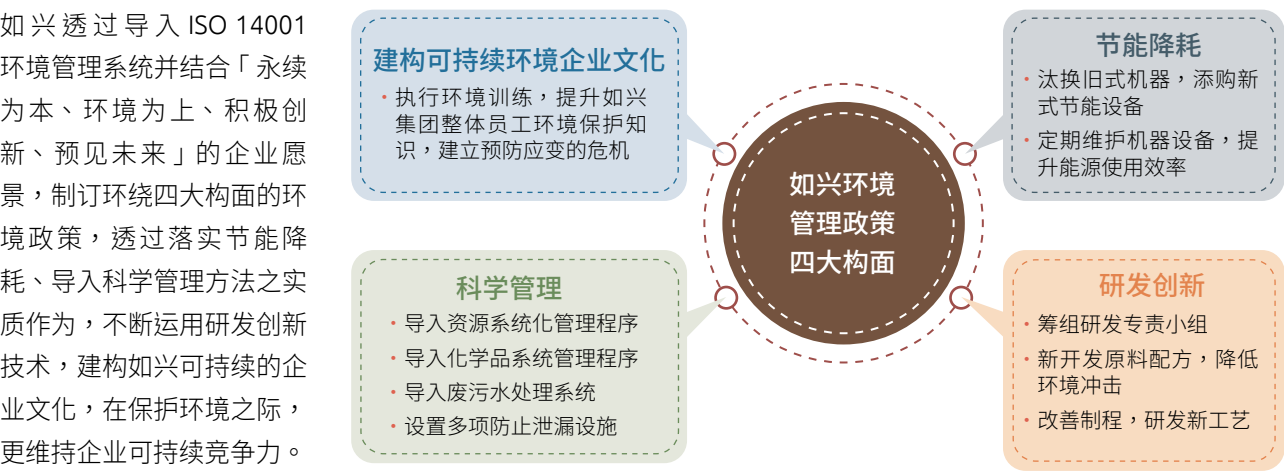 如兴透过导入 ISO 14001
环境管理系统并结合「永续
为本、环境为上、积极创
新、预见未来」的企业愿
景，制订环绕四大构面的环
境政策，透过落实节能降
耗、导入科学管理方法之实
质作为，不断运用研发创新
技术，建构如兴可持续的企
业文化，在保护环境之际，
更维持企业可持续竞争力。
建构可持续环境企业文化
· 执行环境训练，提升如兴
集团整体员工环境保护知
识，建立预防应变的危机
节能降耗
· 汰换旧式机器，添购新
式节能设备
· 定期维护机器设备，提
升能源使用效率
如兴环境
管理政策
四大构面
科学管理
· 导入资源系统化管理程序
· 导入化学品系统管理程序
· 导入废污水处理系统
· 设置多项防止泄漏设施
研发创新
· 筹组研发专责小组
· 新开发原料配方，降低
环境冲击
· 改善制程，研发新工艺